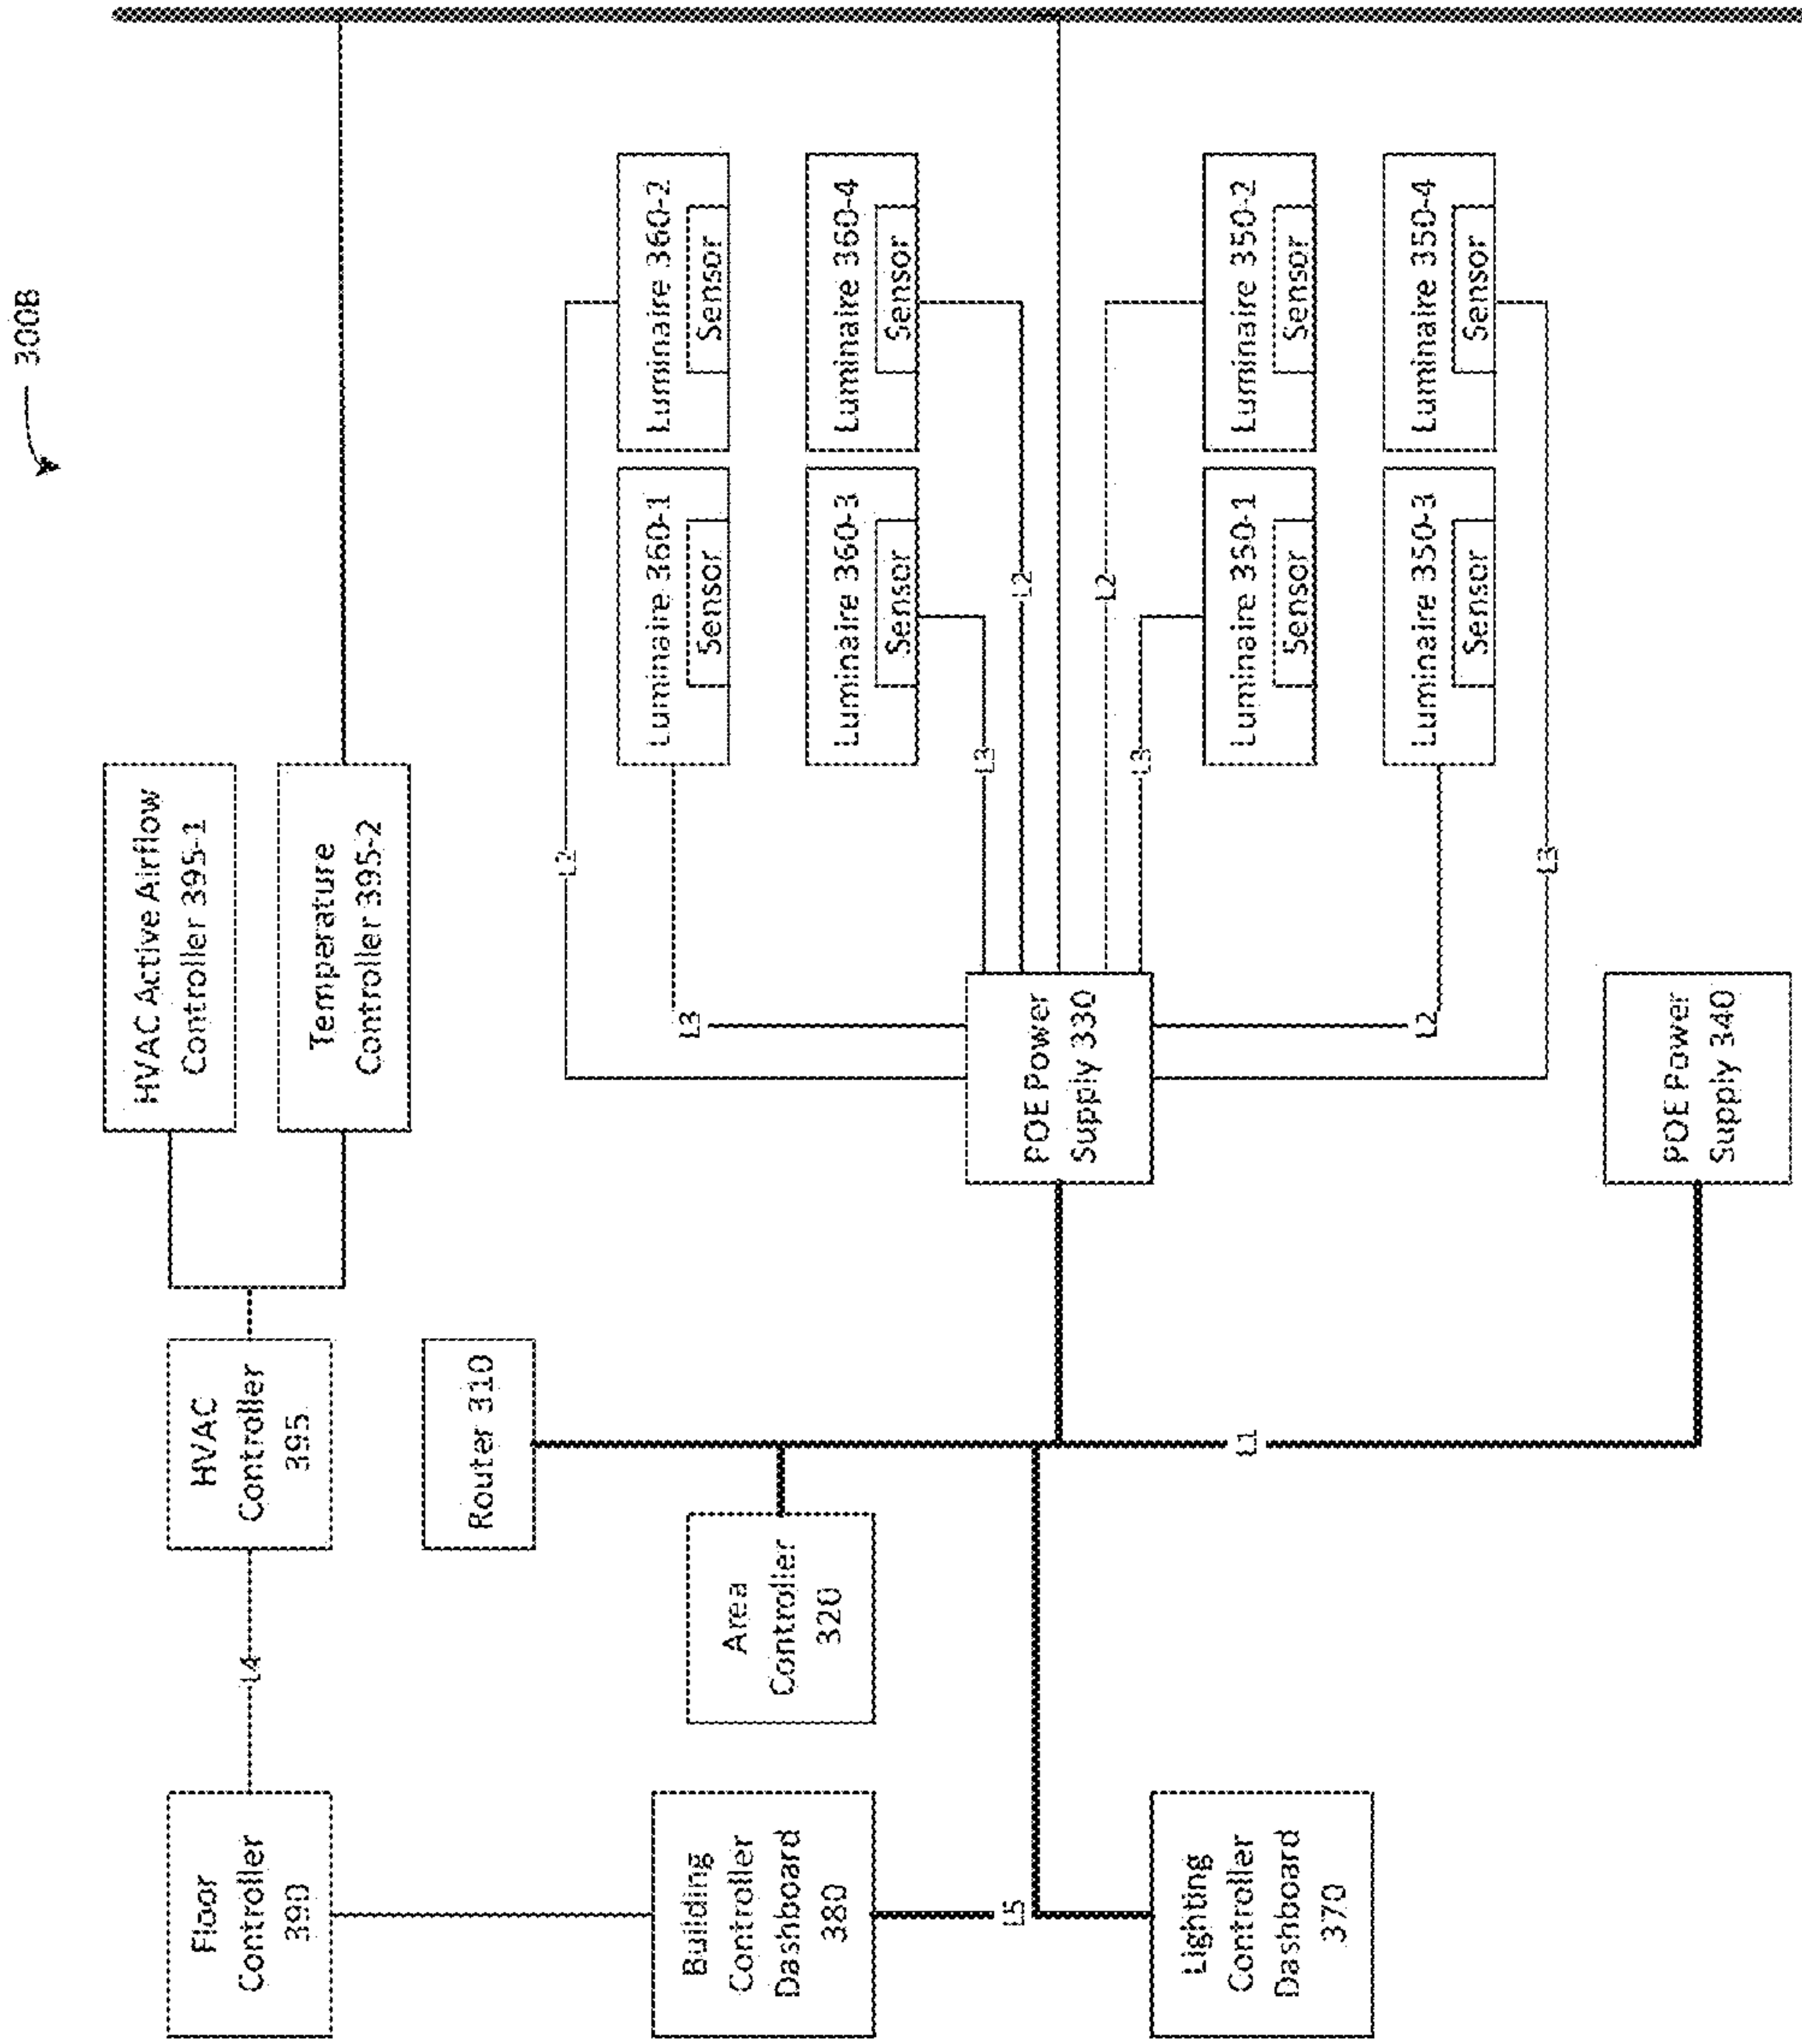 300B
Floor
Controller
390
L4
HVAC
Controller
395
HVAC Active Airflow
Controller 395-1
Temperature
Controller 395-2
Router 310
L2
Luminaire 360-1
Sensor
Luminaire 360-2
Sensor
L3
Building
Controller
Dashboard
380
Area
Controller
320
Luminaire 360-3
Sensor
Luminaire 360-4
Sensor
L3
L2
L5
POE Power
Supply 330
L2
L3
Lighting
Controller
Dashboard
370
L1
Luminaire 350-1
Sensor
Luminaire 350-2
Sensor
L2
Luminaire 350-3
Sensor
Luminaire 350-4
Sensor
L3
POE Power
Supply 340